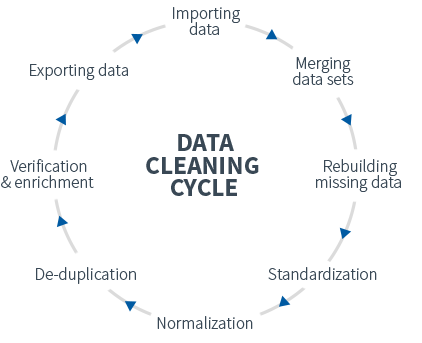 Importing
data
Merging
data sets
Rebuilding
missing data
Standardization
Normalization
De-duplication
Verification
& enrichment
Exporting data
DATA
CLEANING
CYCLE